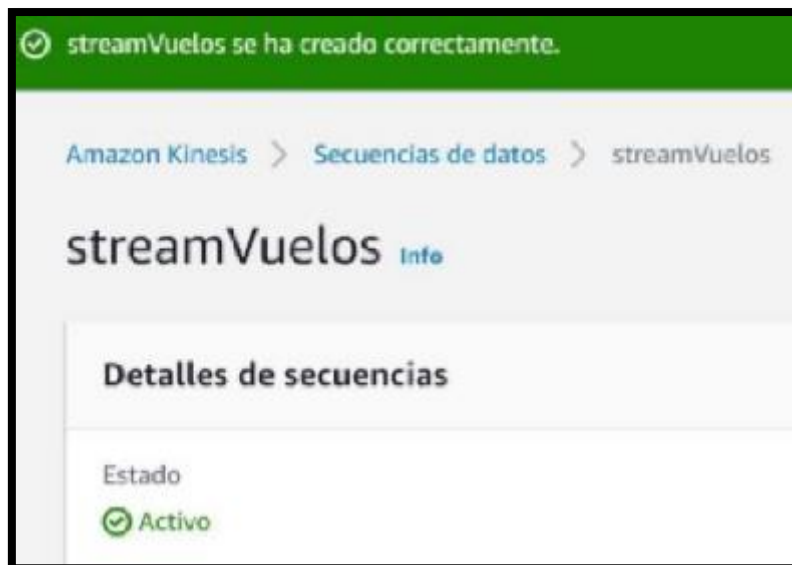 streamVuelos se ha creado correctamente.
Amazon Kinesis > Secuencias de datos > streamVuelos
streamVuelos Info
Detalles de secuencias
Estado
Activo